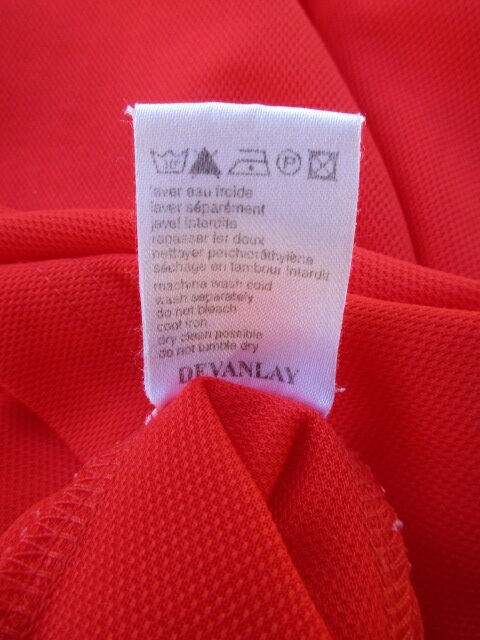 30°
P
laver eau froide
laver séparément
javel interdite
repasser fer doux
nettoyer perchloréthylène
séchage en tambour interdit
machine wash cold
wash separately
do not bleach
cool iron
dry clean possible
do not tumble dry
DEVANLAY